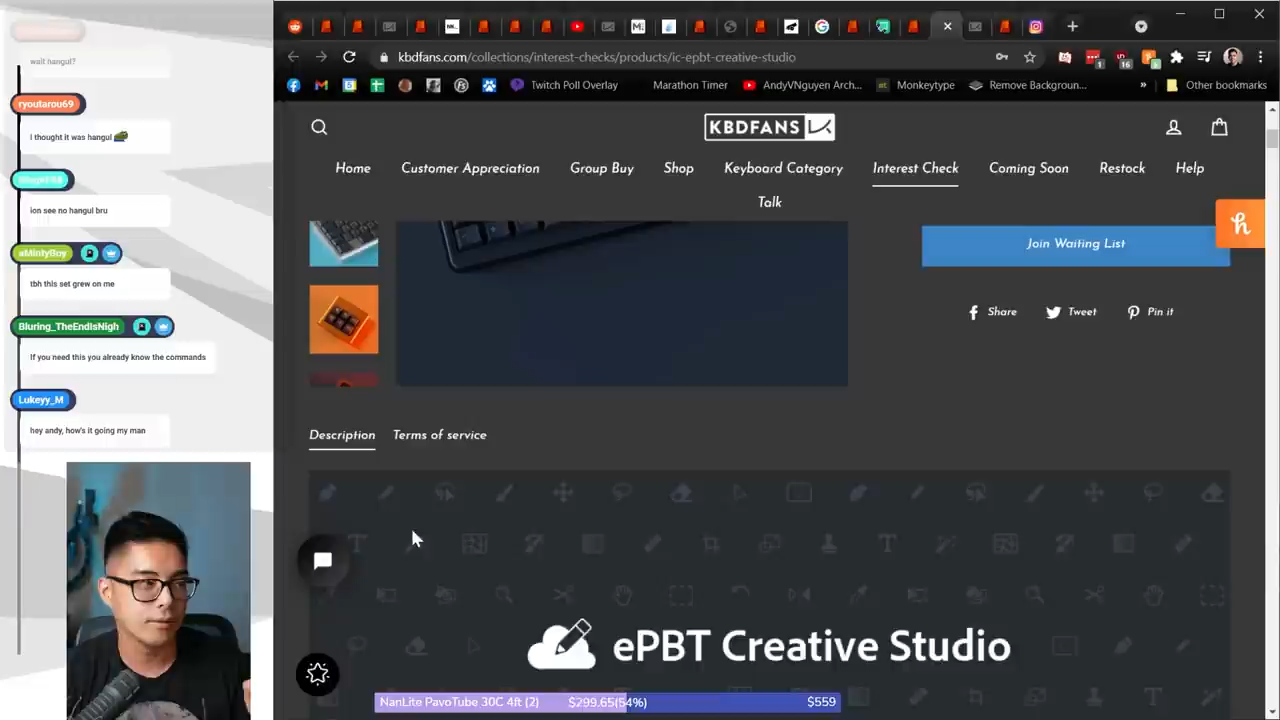 wait hangul?
ryoutarou69
I thought it was hangul
ion see no hangul bru
aMintyBoy
tbh this set grew on me
Bluring_TheEndIsNigh
If you need this you already know the commands
Lukeyy_M
hey andy, how's it going my man
kbdfans.com/collections/interest-checks/products/ic-epbt-creative-studio
Twitch Poll Overlay
Marathon Timer
AndyVNguyen Arch...
Monkeytype
Remove Backgroun...
»
Other bookmarks
KBDFANS
Home
Customer Appreciation
Group Buy
Shop
Keyboard Category
Interest Check
Coming Soon
Restock
Help
Talk
Join Waiting List
Share
Tweet
Pin it
Description
Terms of service
ePBT Creative Studio
NanLite PavoTube 30C 4ft (2)
$299.65(54%)
$559